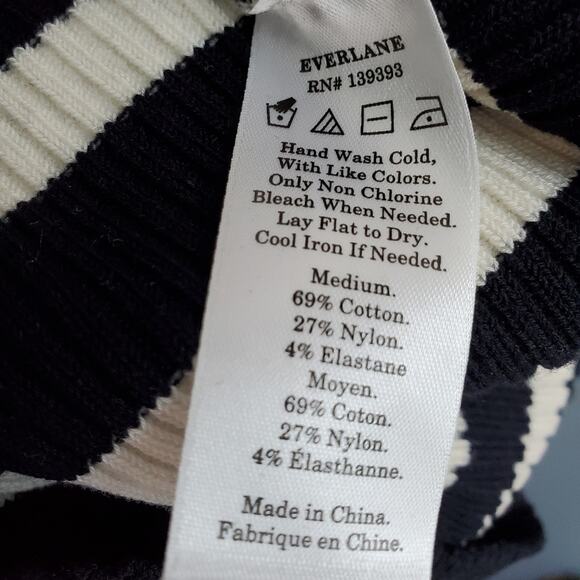 EVERLANE
RN# 139393
Hand Wash Cold,
With Like Colors.
Only Non Chlorine
Bleach When Needed.
Lay Flat to Dry.
Cool Iron If Needed.
Medium.
69% Cotton.
27% Nylon.
4% Elastane
Moyen.
69% Coton.
27% Nylon.
4% Élasthanne.
Made in China.
Fabrique en Chine.